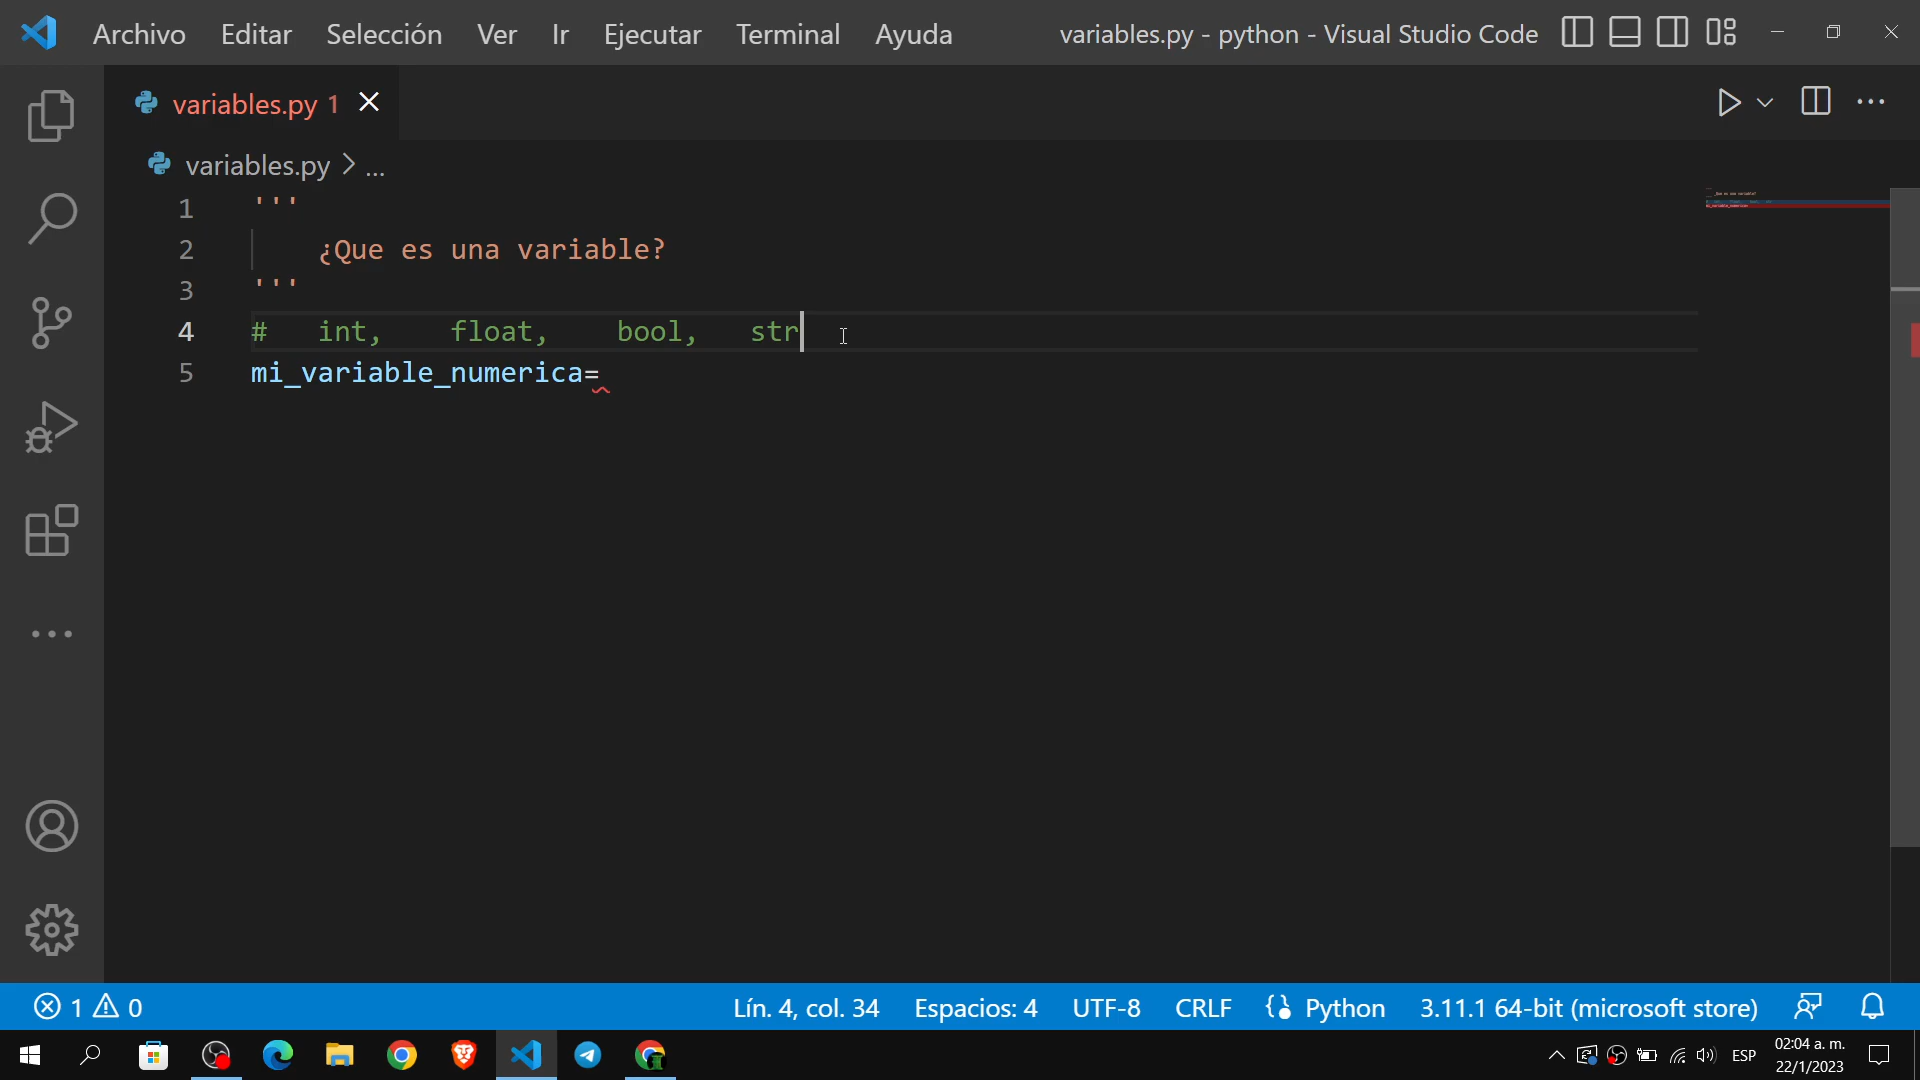 Archivo Editar Selección Ver Ir Ejecutar Terminal Ayuda variables.py - python - Visual Studio Code
variables.py 1
variables.py > ...
1 '''
2 ¿Que es una variable?
3 '''
4 # int, float, bool, str
5 mi_variable_numerica=
1 0 Lín. 4, col. 34 Espacios: 4 UTF-8 CRLF Python 3.11.1 64-bit (microsoft store)
ESP 02:04 a. m.
22/1/2023